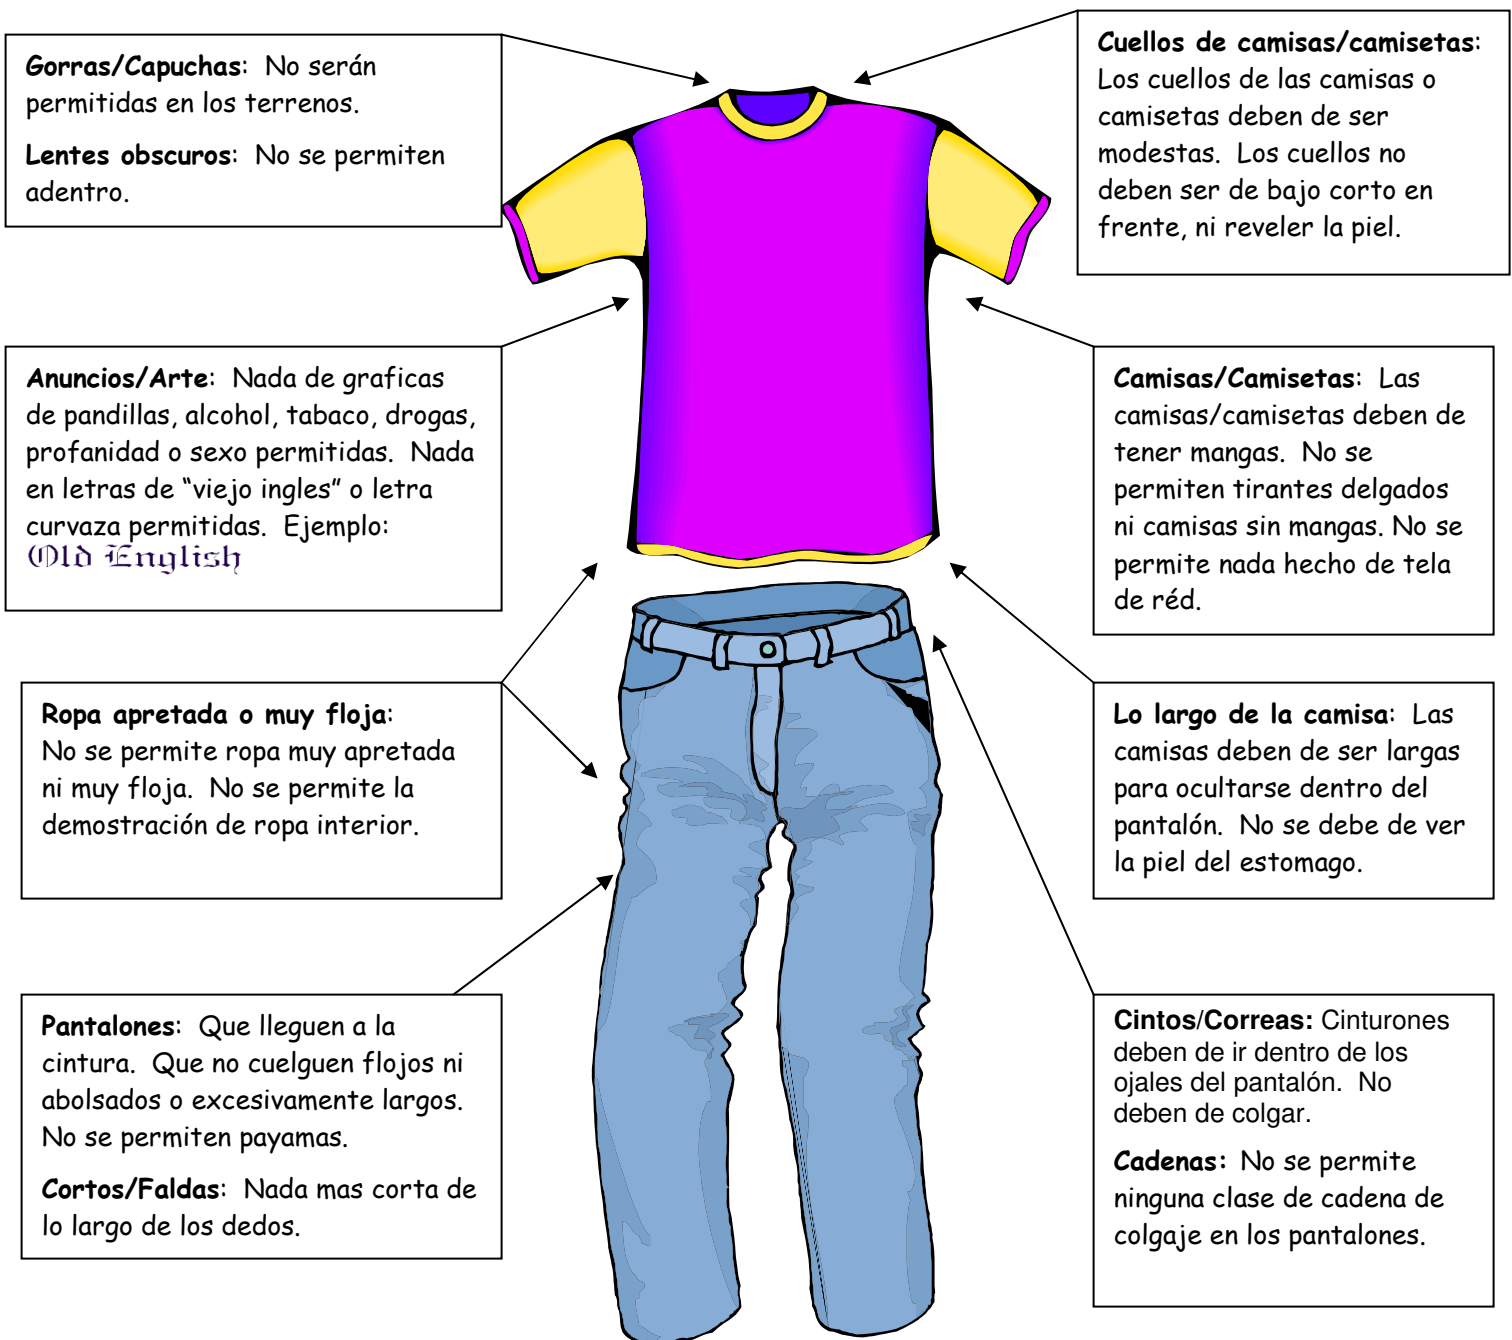 Gorras/Capuchas: No serán
permitidas en los terrenos.
Lentes obscuros: No se permiten
adentro.
Cuellos de camisas/camisetas:
Los cuellos de las camisas o
camisetas deben de ser
modestas. Los cuellos no
deben ser de bajo corto en
frente, ni reveler la piel.
Anuncios/Arte: Nada de graficas
de pandillas, alcohol, tabaco, drogas,
profanidad o sexo permitidas. Nada
en letras de “viejo ingles” o letra
curvaza permitidas. Ejemplo:
Old English
Camisas/Camisetas: Las
camisas/camisetas deben de
tener mangas. No se
permiten tirantes delgados
ni camisas sin mangas. No se
permite nada hecho de tela
de réd.
Ropa apretada o muy floja:
No se permite ropa muy apretada
ni muy floja. No se permite la
demostración de ropa interior.
Lo largo de la camisa: Las
camisas deben de ser largas
para ocultarse dentro del
pantalón. No se debe de ver
la piel del estomago.
Pantalones: Que lleguen a la
cintura. Que no cuelguen flojos ni
abolsados o excesivamente largos.
No se permiten payamas.
Cortos/Faldas: Nada mas corta de
lo largo de los dedos.
Cintos/Correas: Cinturones
deben de ir dentro de los
ojales del pantalón. No
deben de colgar.
Cadenas: No se permite
ninguna clase de cadena de
colgaje en los pantalones.